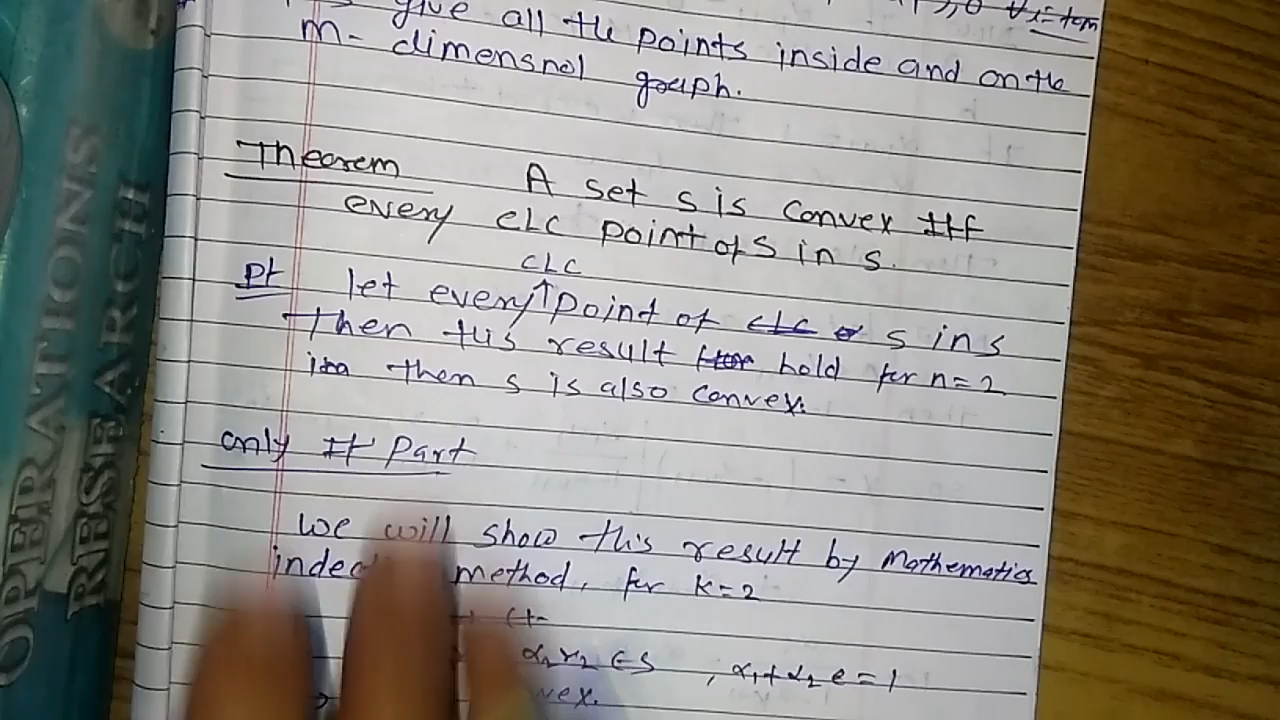 give all the points inside and on the
m- dimensnol graph.
Theorem A set s is convex Iff
every CLC point of S in s.
CLC
Pf let every point of CLC of s in s
Then this result for hold for n=2
then s is also convex.
only If Part
We will show this result by Mathematics
method, for K=2
α₂x₂ ∈ S , α₁+α₂ = 1
vex.
OPERATIONS
RESEARCH